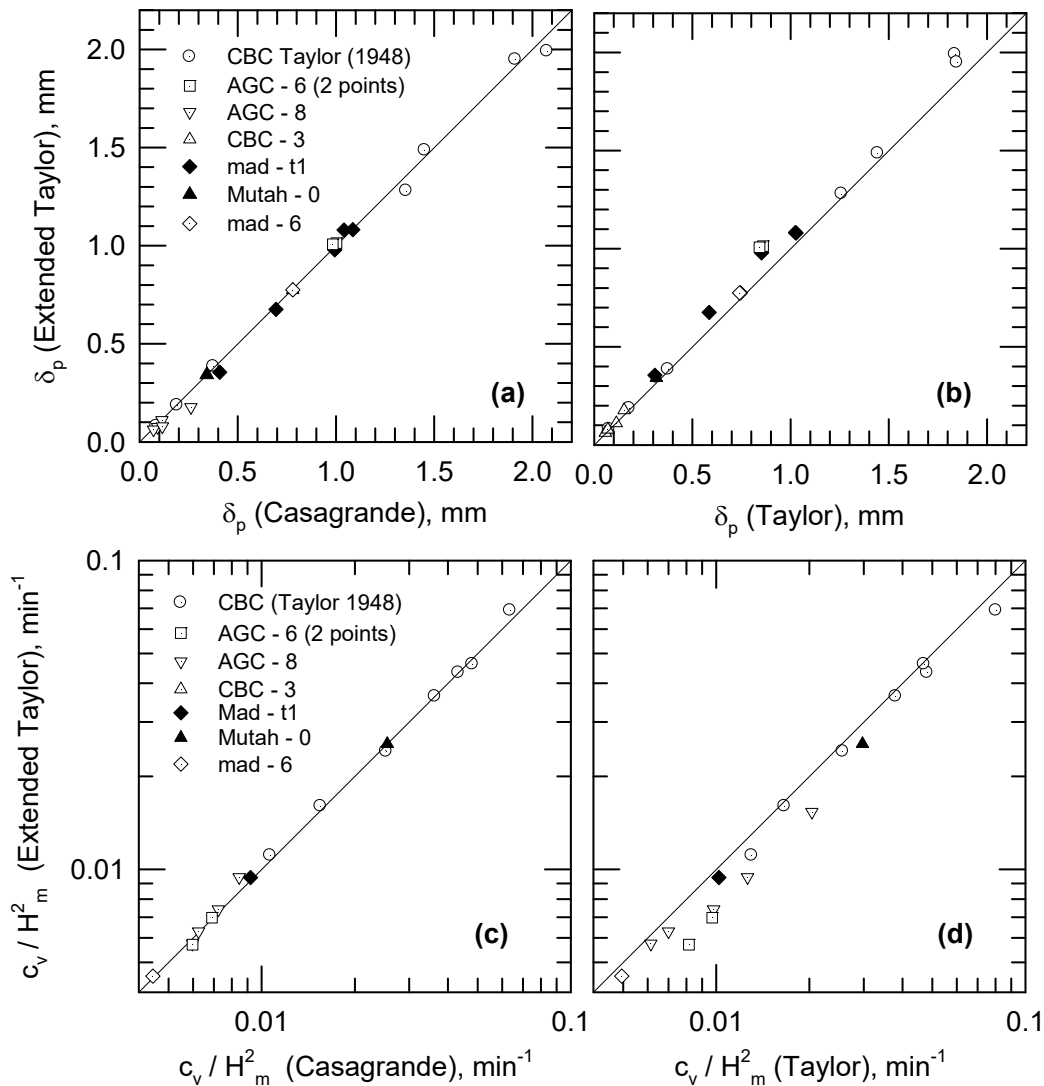 2.0
1.5
1.0
0.5
0.0
δp (Extended Taylor), mm
CBC Taylor (1948)
AGC - 6 (2 points)
AGC - 8
CBC - 3
mad - t1
Mutah - 0
mad - 6
(a)
0.0 0.5 1.0 1.5 2.0
δp (Casagrande), mm
(b)
0.0 0.5 1.0 1.5 2.0
δp (Taylor), mm
0.1
0.01
cv / H²m (Extended Taylor), min⁻¹
CBC (Taylor 1948)
AGC - 6 (2 points)
AGC - 8
CBC - 3
Mad - t1
Mutah - 0
mad - 6
(c)
0.01 0.1
cv / H²m (Casagrande), min⁻¹
(d)
0.01 0.1
cv / H²m (Taylor), min⁻¹